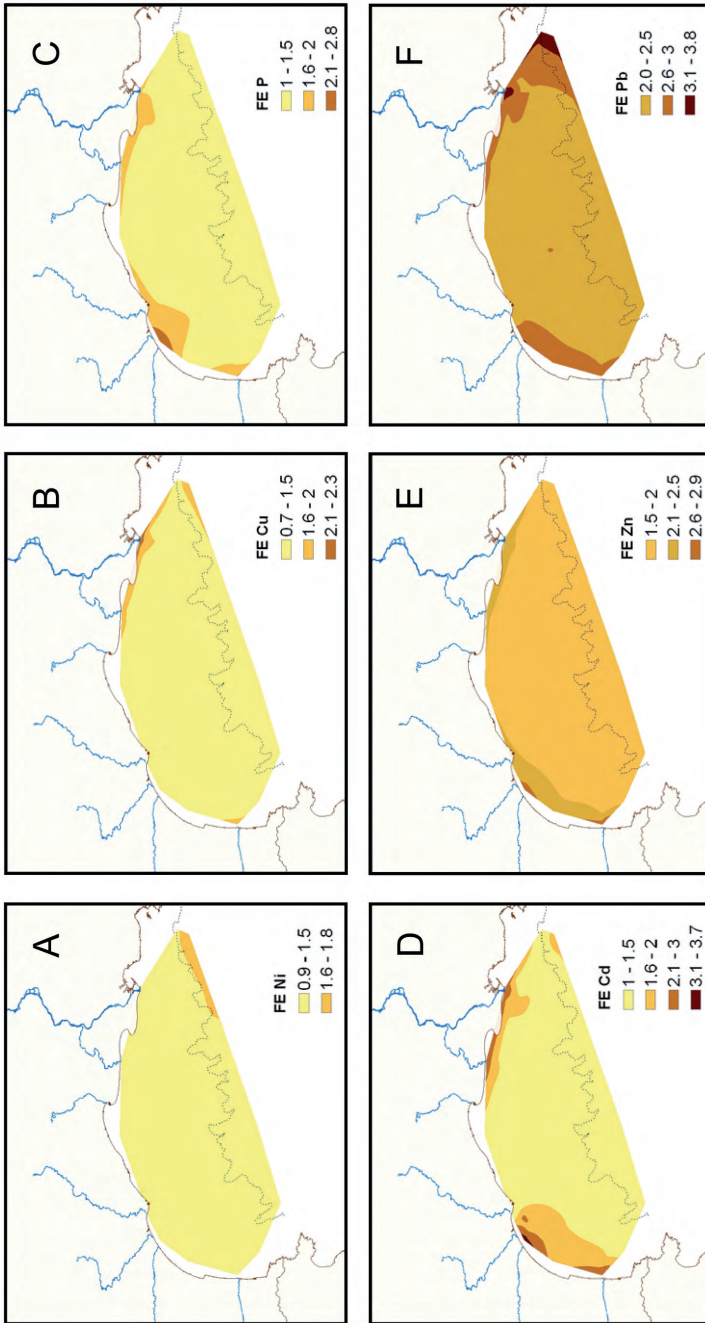 A
FE Ni
0.9 - 1.5
1.6 - 1.8
B
FE Cu
0.7 - 1.5
1.6 - 2
2.1 - 2.3
C
FE P
1 - 1.5
1.6 - 2
2.1 - 2.8
D
FE Cd
1 - 1.5
1.6 - 2
2.1 - 3
3.1 - 3.7
E
FE Zn
1.5 - 2
2.1 - 2.5
2.6 - 2.9
F
FE Pb
2.0 - 2.5
2.6 - 3
3.1 - 3.8